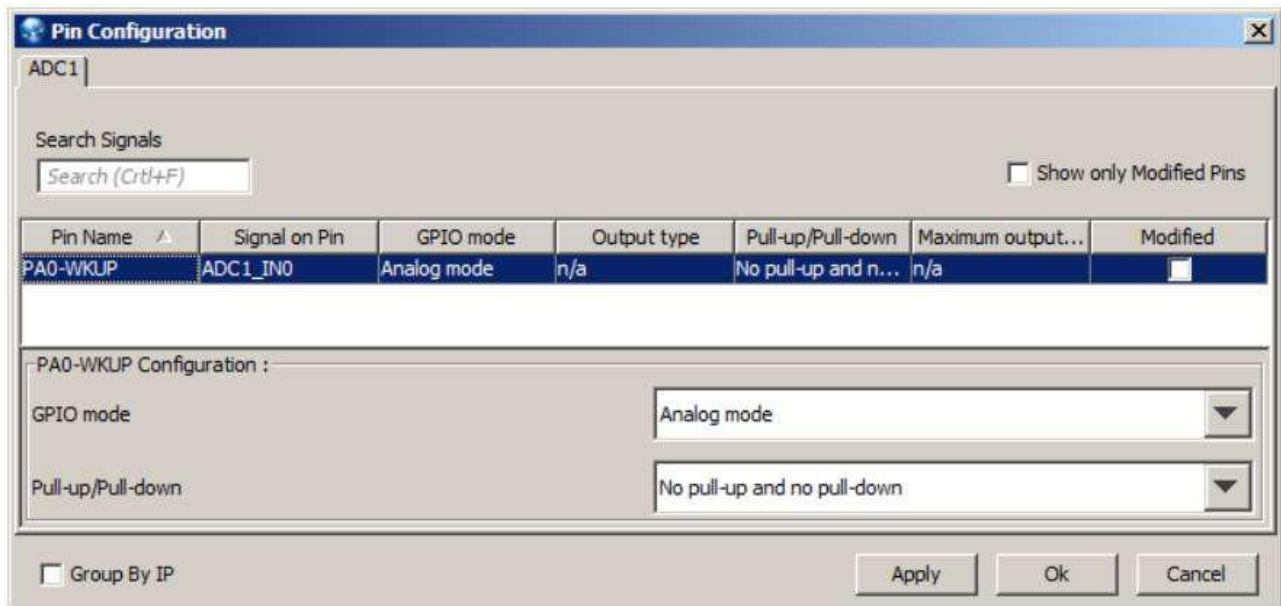 Pin Configuration
ADC1
Search Signals
Search (Crtl+F)
Show only Modified Pins
Pin Name Signal on Pin GPIO mode Output type Pull-up/Pull-down Maximum output... Modified
PA0-WKUP ADC1_IN0 Analog mode n/a No pull-up and n... n/a
PA0-WKUP Configuration :
GPIO mode Analog mode
Pull-up/Pull-down No pull-up and no pull-down
Group By IP Apply Ok Cancel